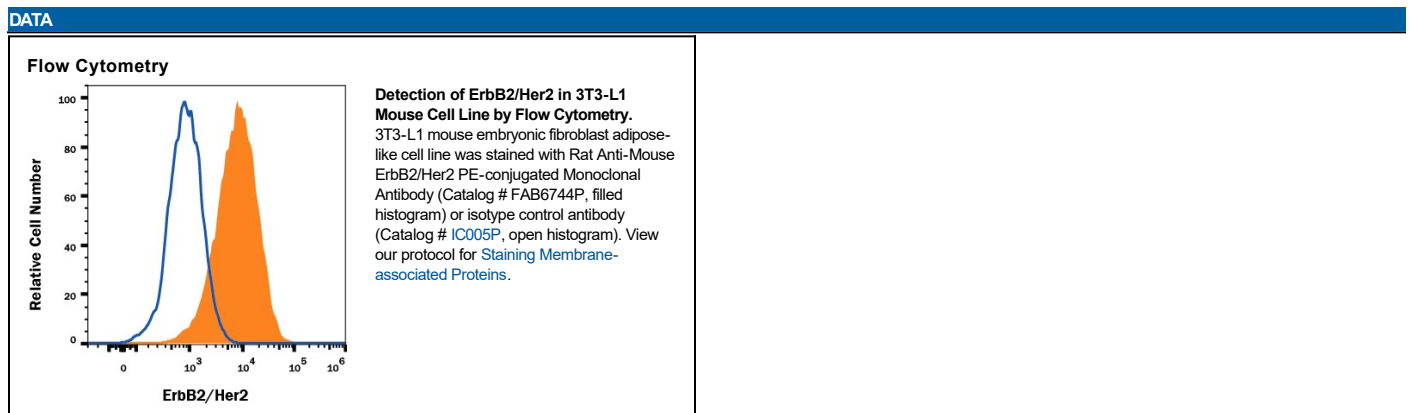 DATA
Flow Cytometry
100
80
60
40
20
0
Relative Cell Number
0 10^3 10^4 10^5 10^6
ErbB2/Her2
Detection of ErbB2/Her2 in 3T3-L1
Mouse Cell Line by Flow Cytometry.
3T3-L1 mouse embryonic fibroblast adipose-
like cell line was stained with Rat Anti-Mouse
ErbB2/Her2 PE-conjugated Monoclonal
Antibody (Catalog # FAB6744P, filled
histogram) or isotype control antibody
(Catalog # IC005P, open histogram). View
our protocol for Staining Membrane-
associated Proteins.